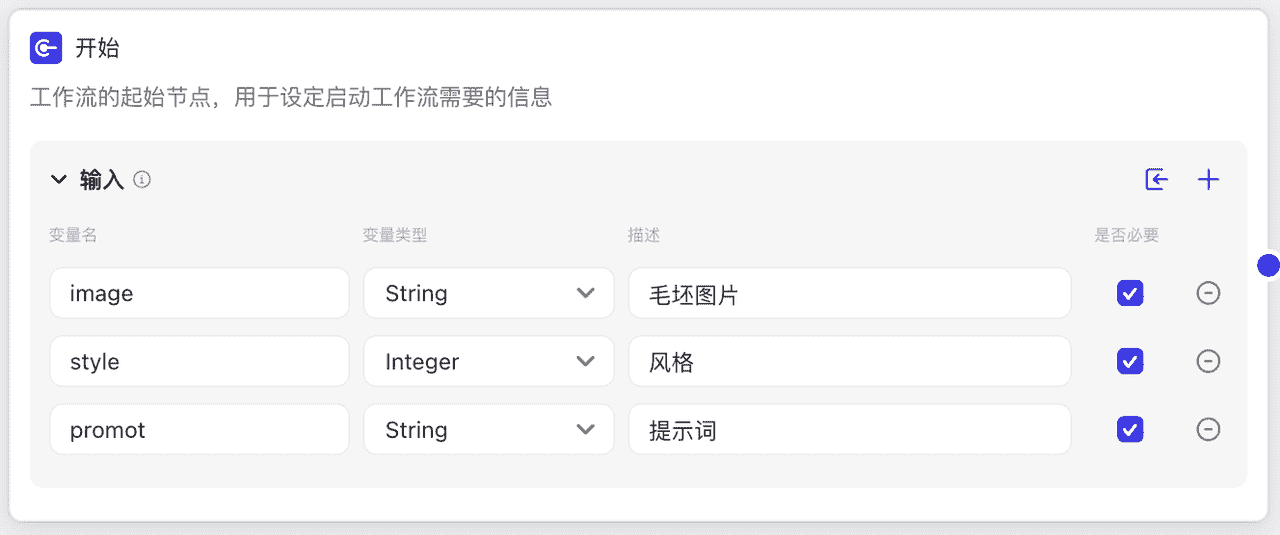 开始
工作流的起始节点，用于设定启动工作流需要的信息
输入
变量名 变量类型 描述 是否必要
image String 毛坯图片
style Integer 风格
promot String 提示词